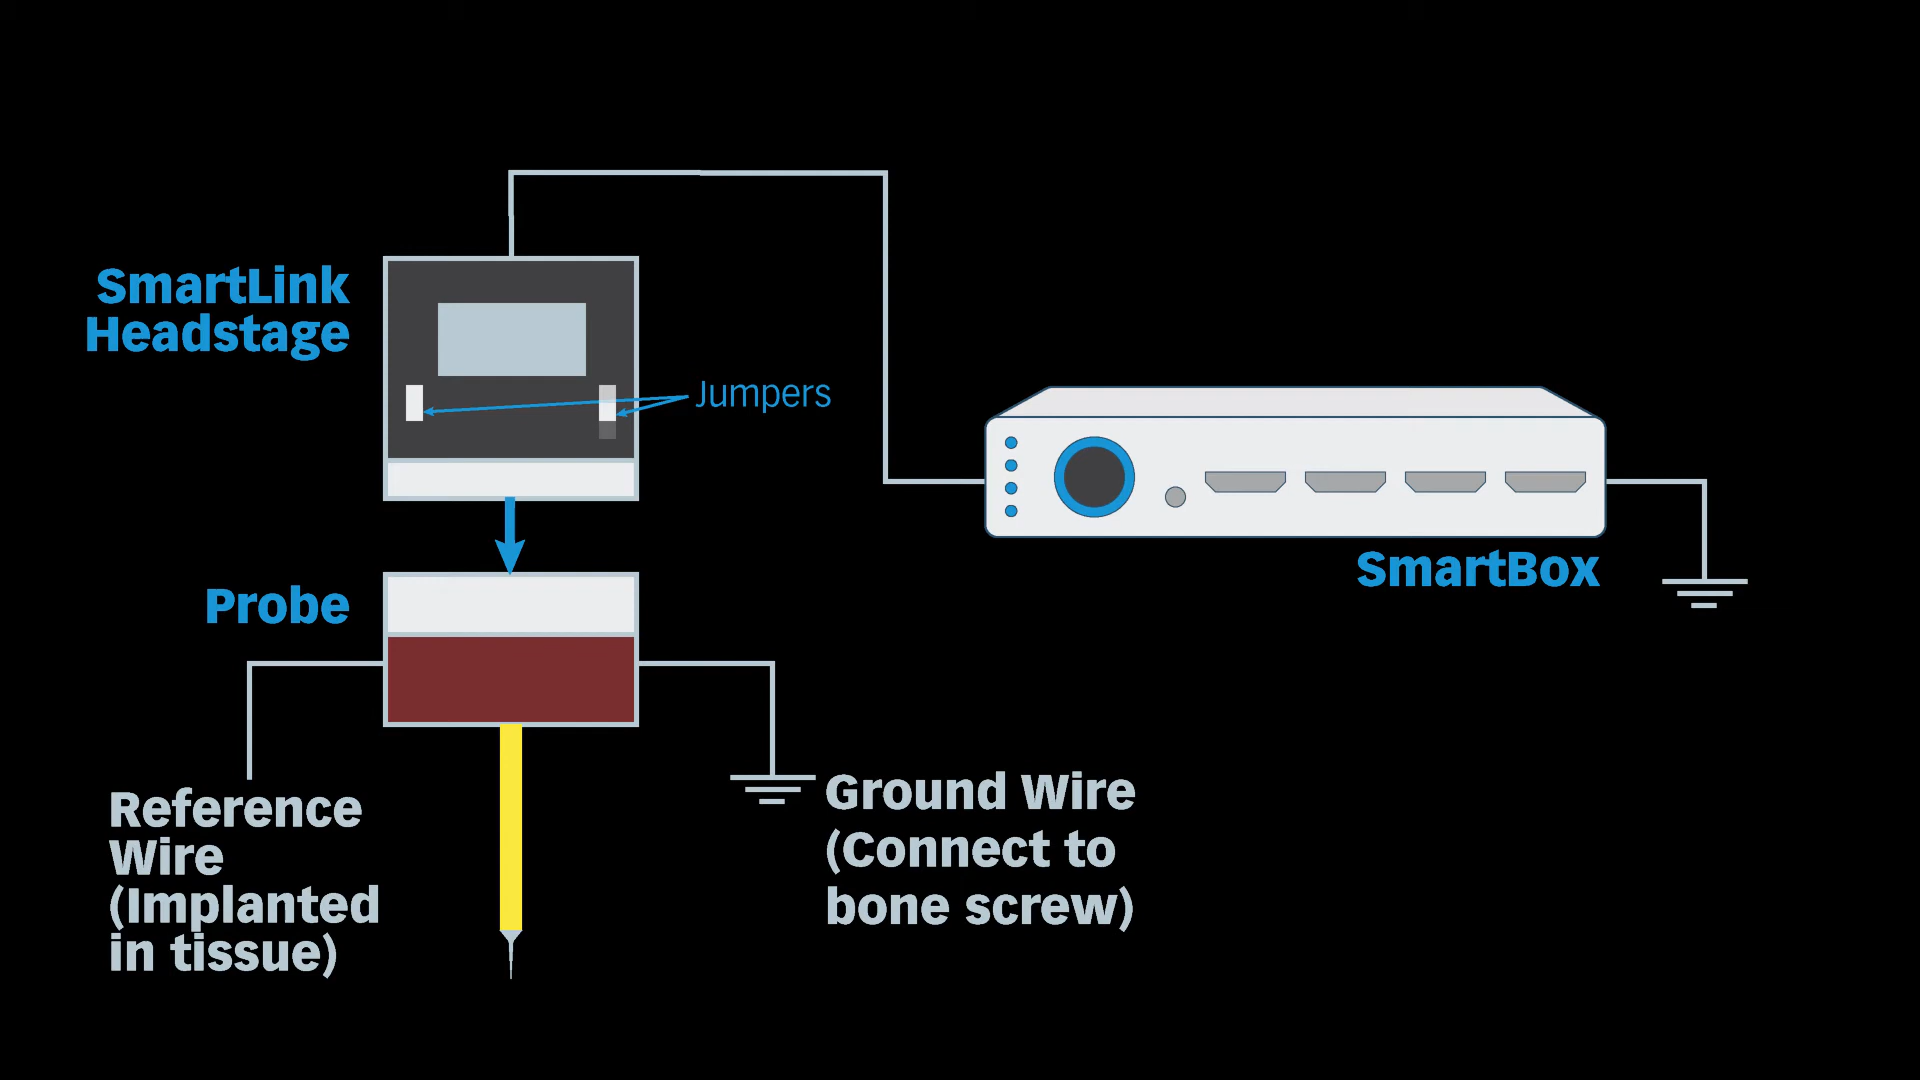 SmartLink
Headstage
Jumpers
SmartBox
Probe
Reference
Wire
(Implanted
in tissue)
Ground Wire
(Connect to
bone screw)